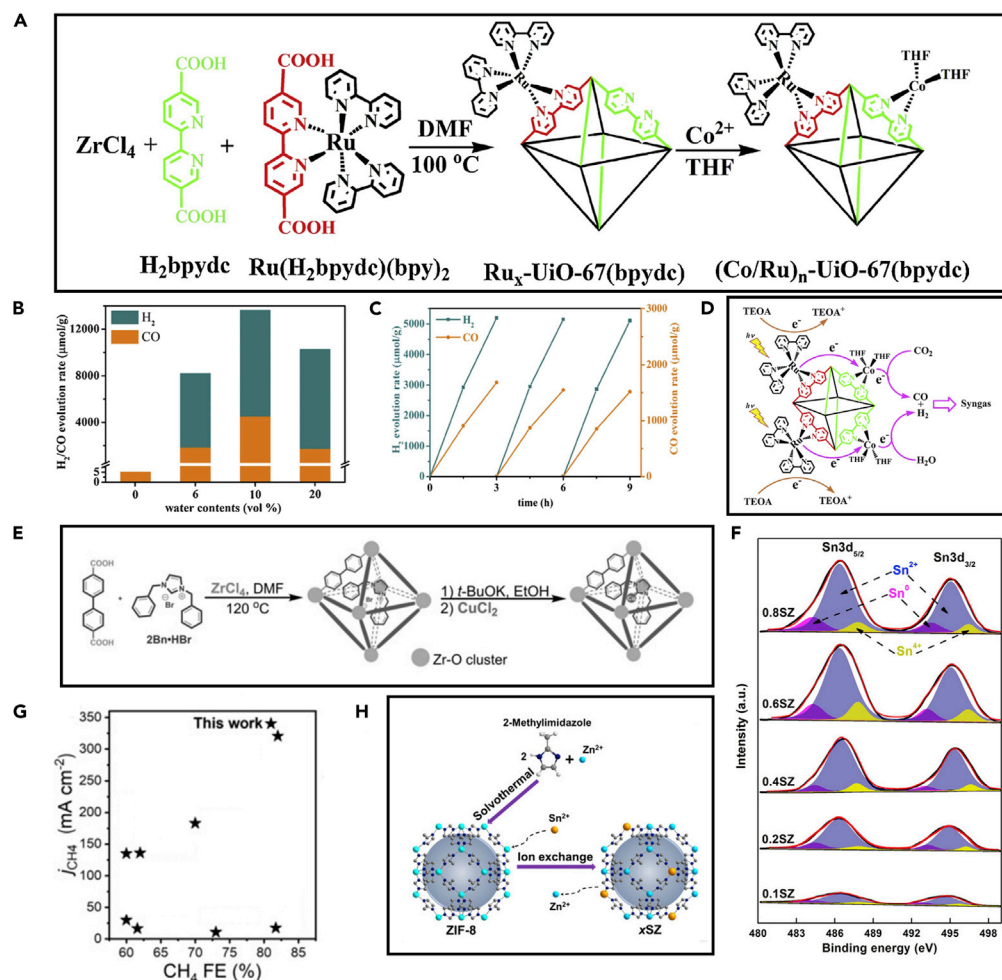 A
COOH
COOH
ZrCl4 +
+
COOH
COOH
N
N
Ru
N
N
N
N
DMF
100 °C
Co2+
THF
THF
THF
Co
H2bpydc
Ru(H2bpydc)(bpy)2
Rux-UiO-67(bpydc)
(Co/Ru)n-UiO-67(bpydc)
B
H2
CO
H2/CO evolution rate (μmol/g)
12000
8000
4000
5
0
0
6
10
20
water contents (vol %)
C
H2
CO
H2 evolution rate (μmol/g)
5000
4000
3000
2000
1000
0
CO evolution rate (μmol/g)
3000
2000
1000
0
0
3
6
9
time (h)
D
TEOA
TEOA+
e-
hν
e-
THF
THF
Co
e-
CO2
CO
+
H2
Syngas
hν
e-
THF
THF
Co
e-
H2O
e-
TEOA
TEOA+
E
COOH
COOH
+
N
N
Br
2Bn•HBr
ZrCl4, DMF
120 °C
Br
1) t-BuOK, EtOH
2) CuCl2
Zr-O cluster
F
Sn3d5/2
Sn3d3/2
Sn2+
Sn0
Sn4+
0.8SZ
0.6SZ
0.4SZ
0.2SZ
0.1SZ
Intensity (a.u.)
480 483 486 489 492 495 498
Binding energy (eV)
G
This work
jCH4 (mA cm-2)
350
300
250
200
150
100
50
0
60 65 70 75 80 85
CH4 FE (%)
H
2-Methylimidazole
2
+
Zn2+
Solvothermal
Sn2+
Ion exchange
Zn2+
ZIF-8
xSZ